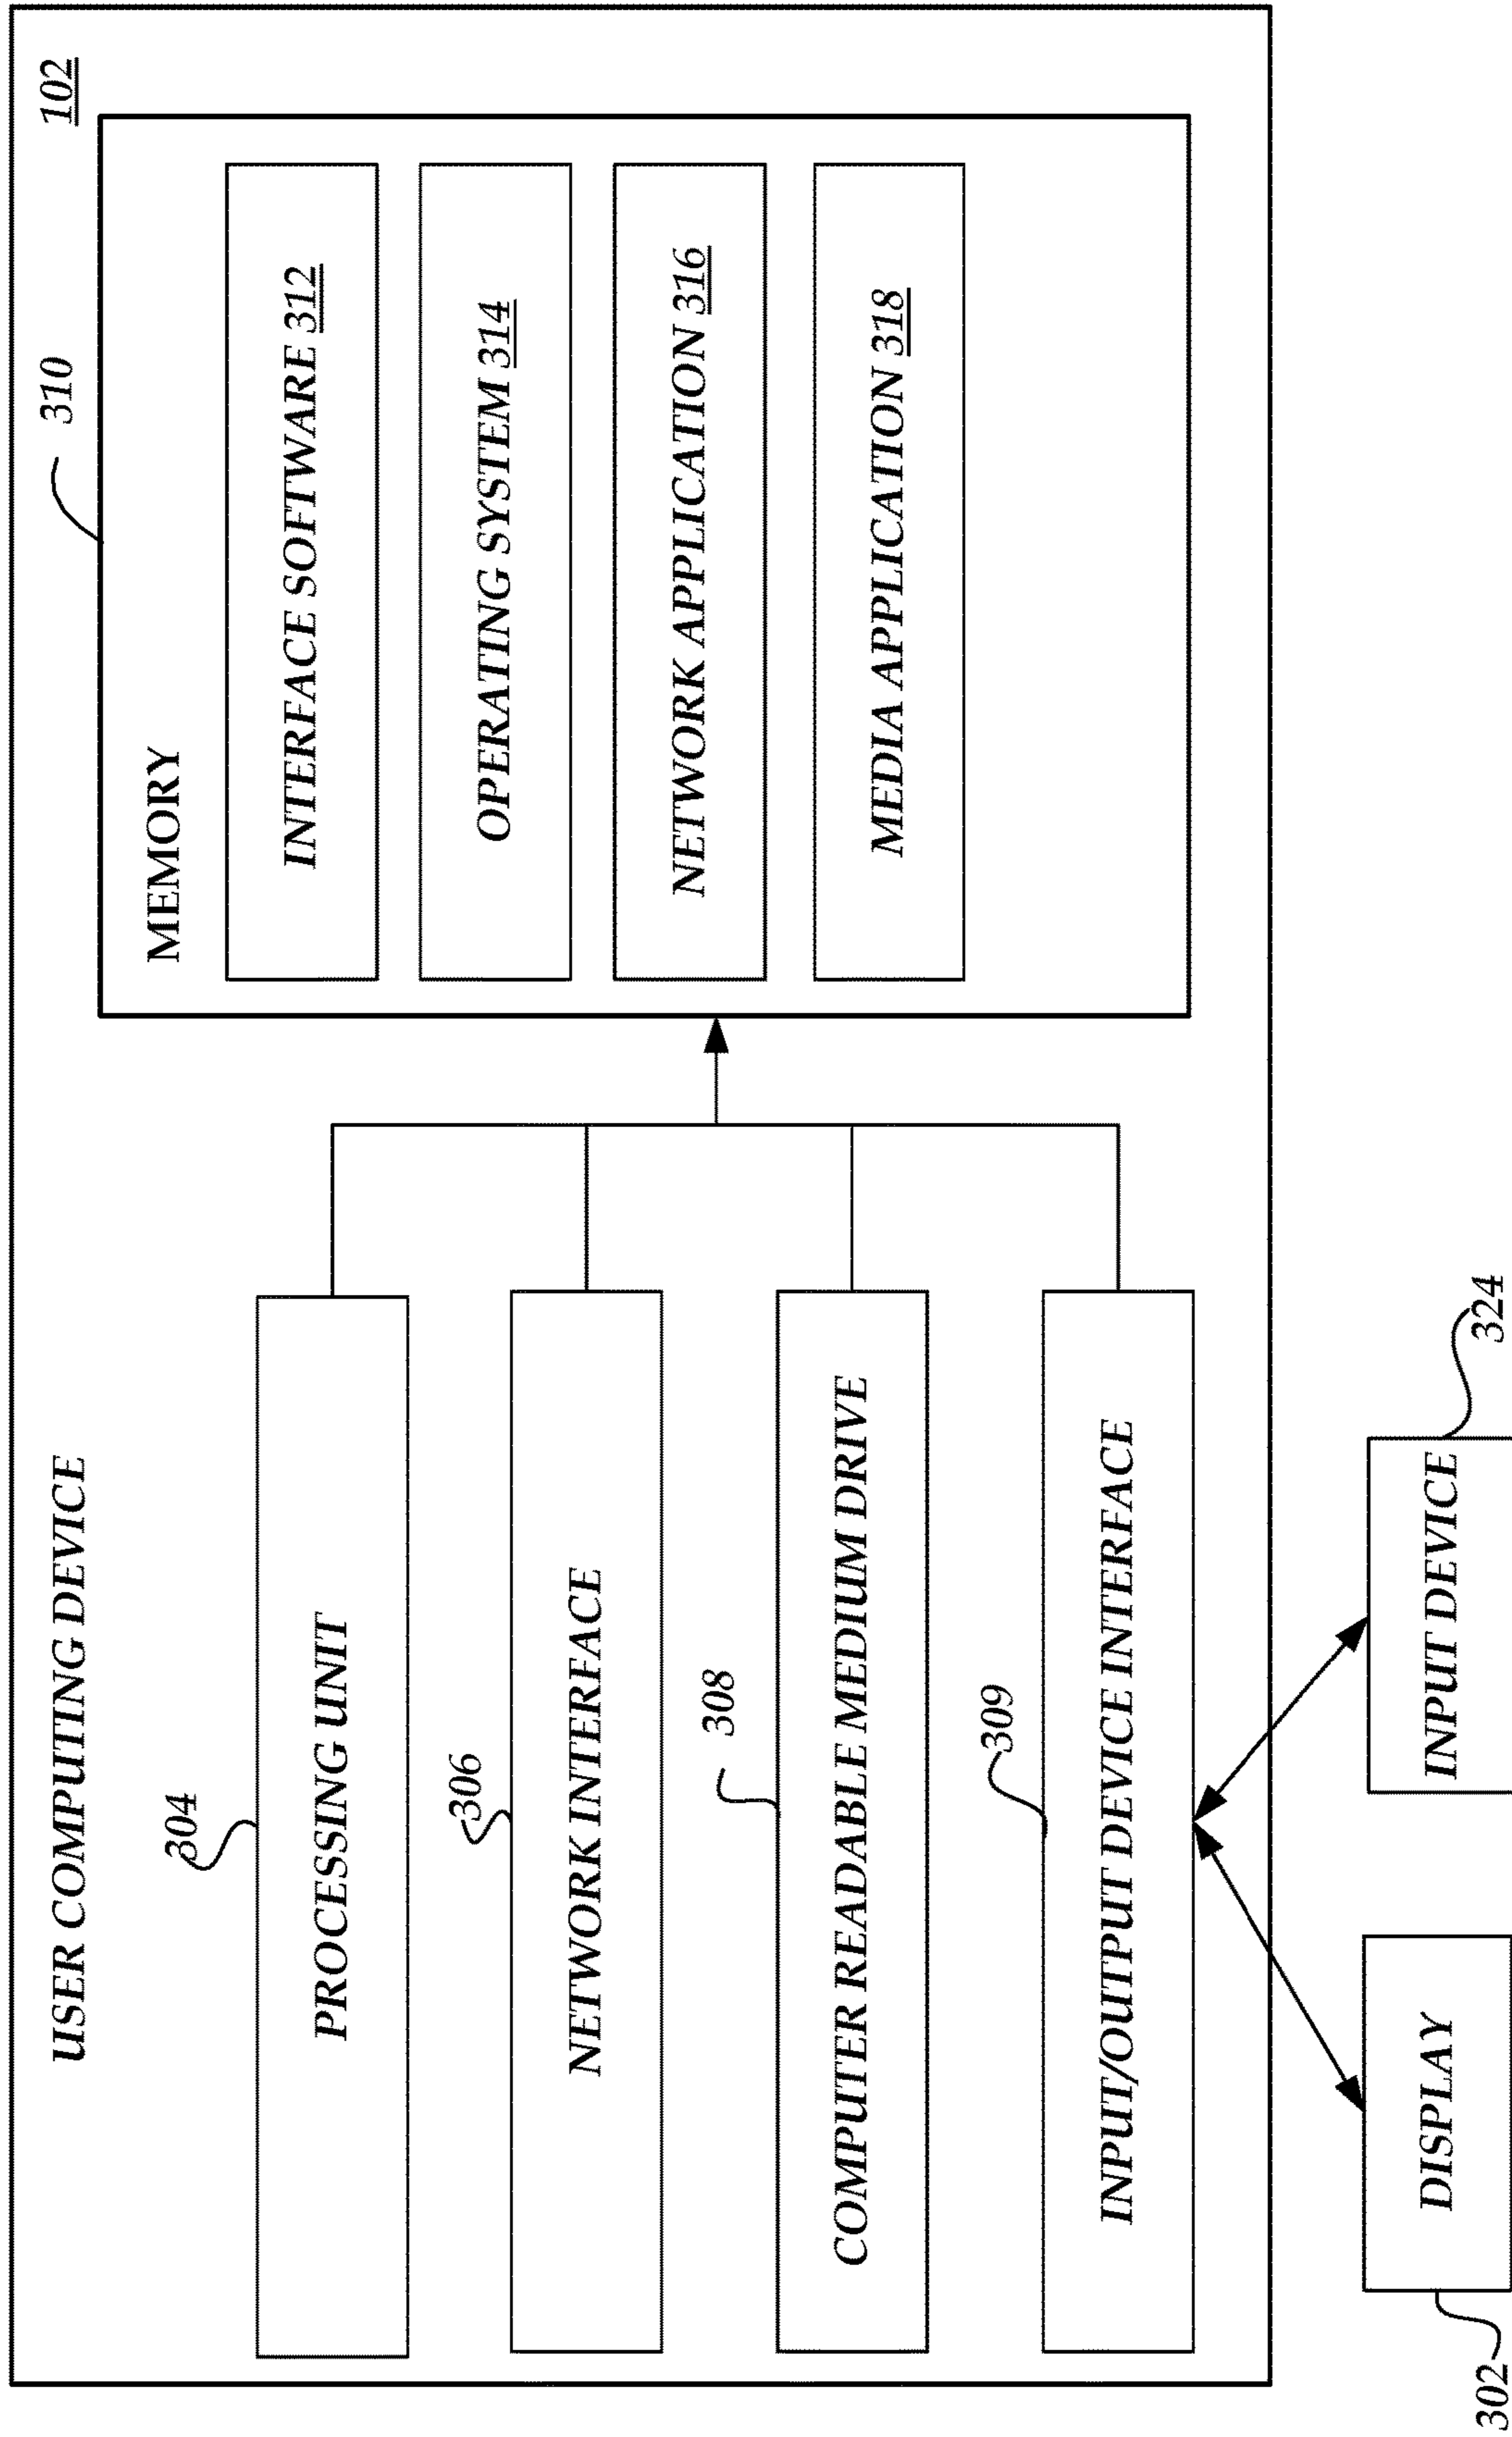 USER COMPUTING DEVICE
102
310
MEMORY
304
PROCESSING UNIT
INTERFACE SOFTWARE 312
306
NETWORK INTERFACE
OPERATING SYSTEM 314
308
COMPUTER READABLE MEDIUM DRIVE
NETWORK APPLICATION 316
309
INPUT/OUTPUT DEVICE INTERFACE
MEDIA APPLICATION 318
DISPLAY
INPUT DEVICE
302
324